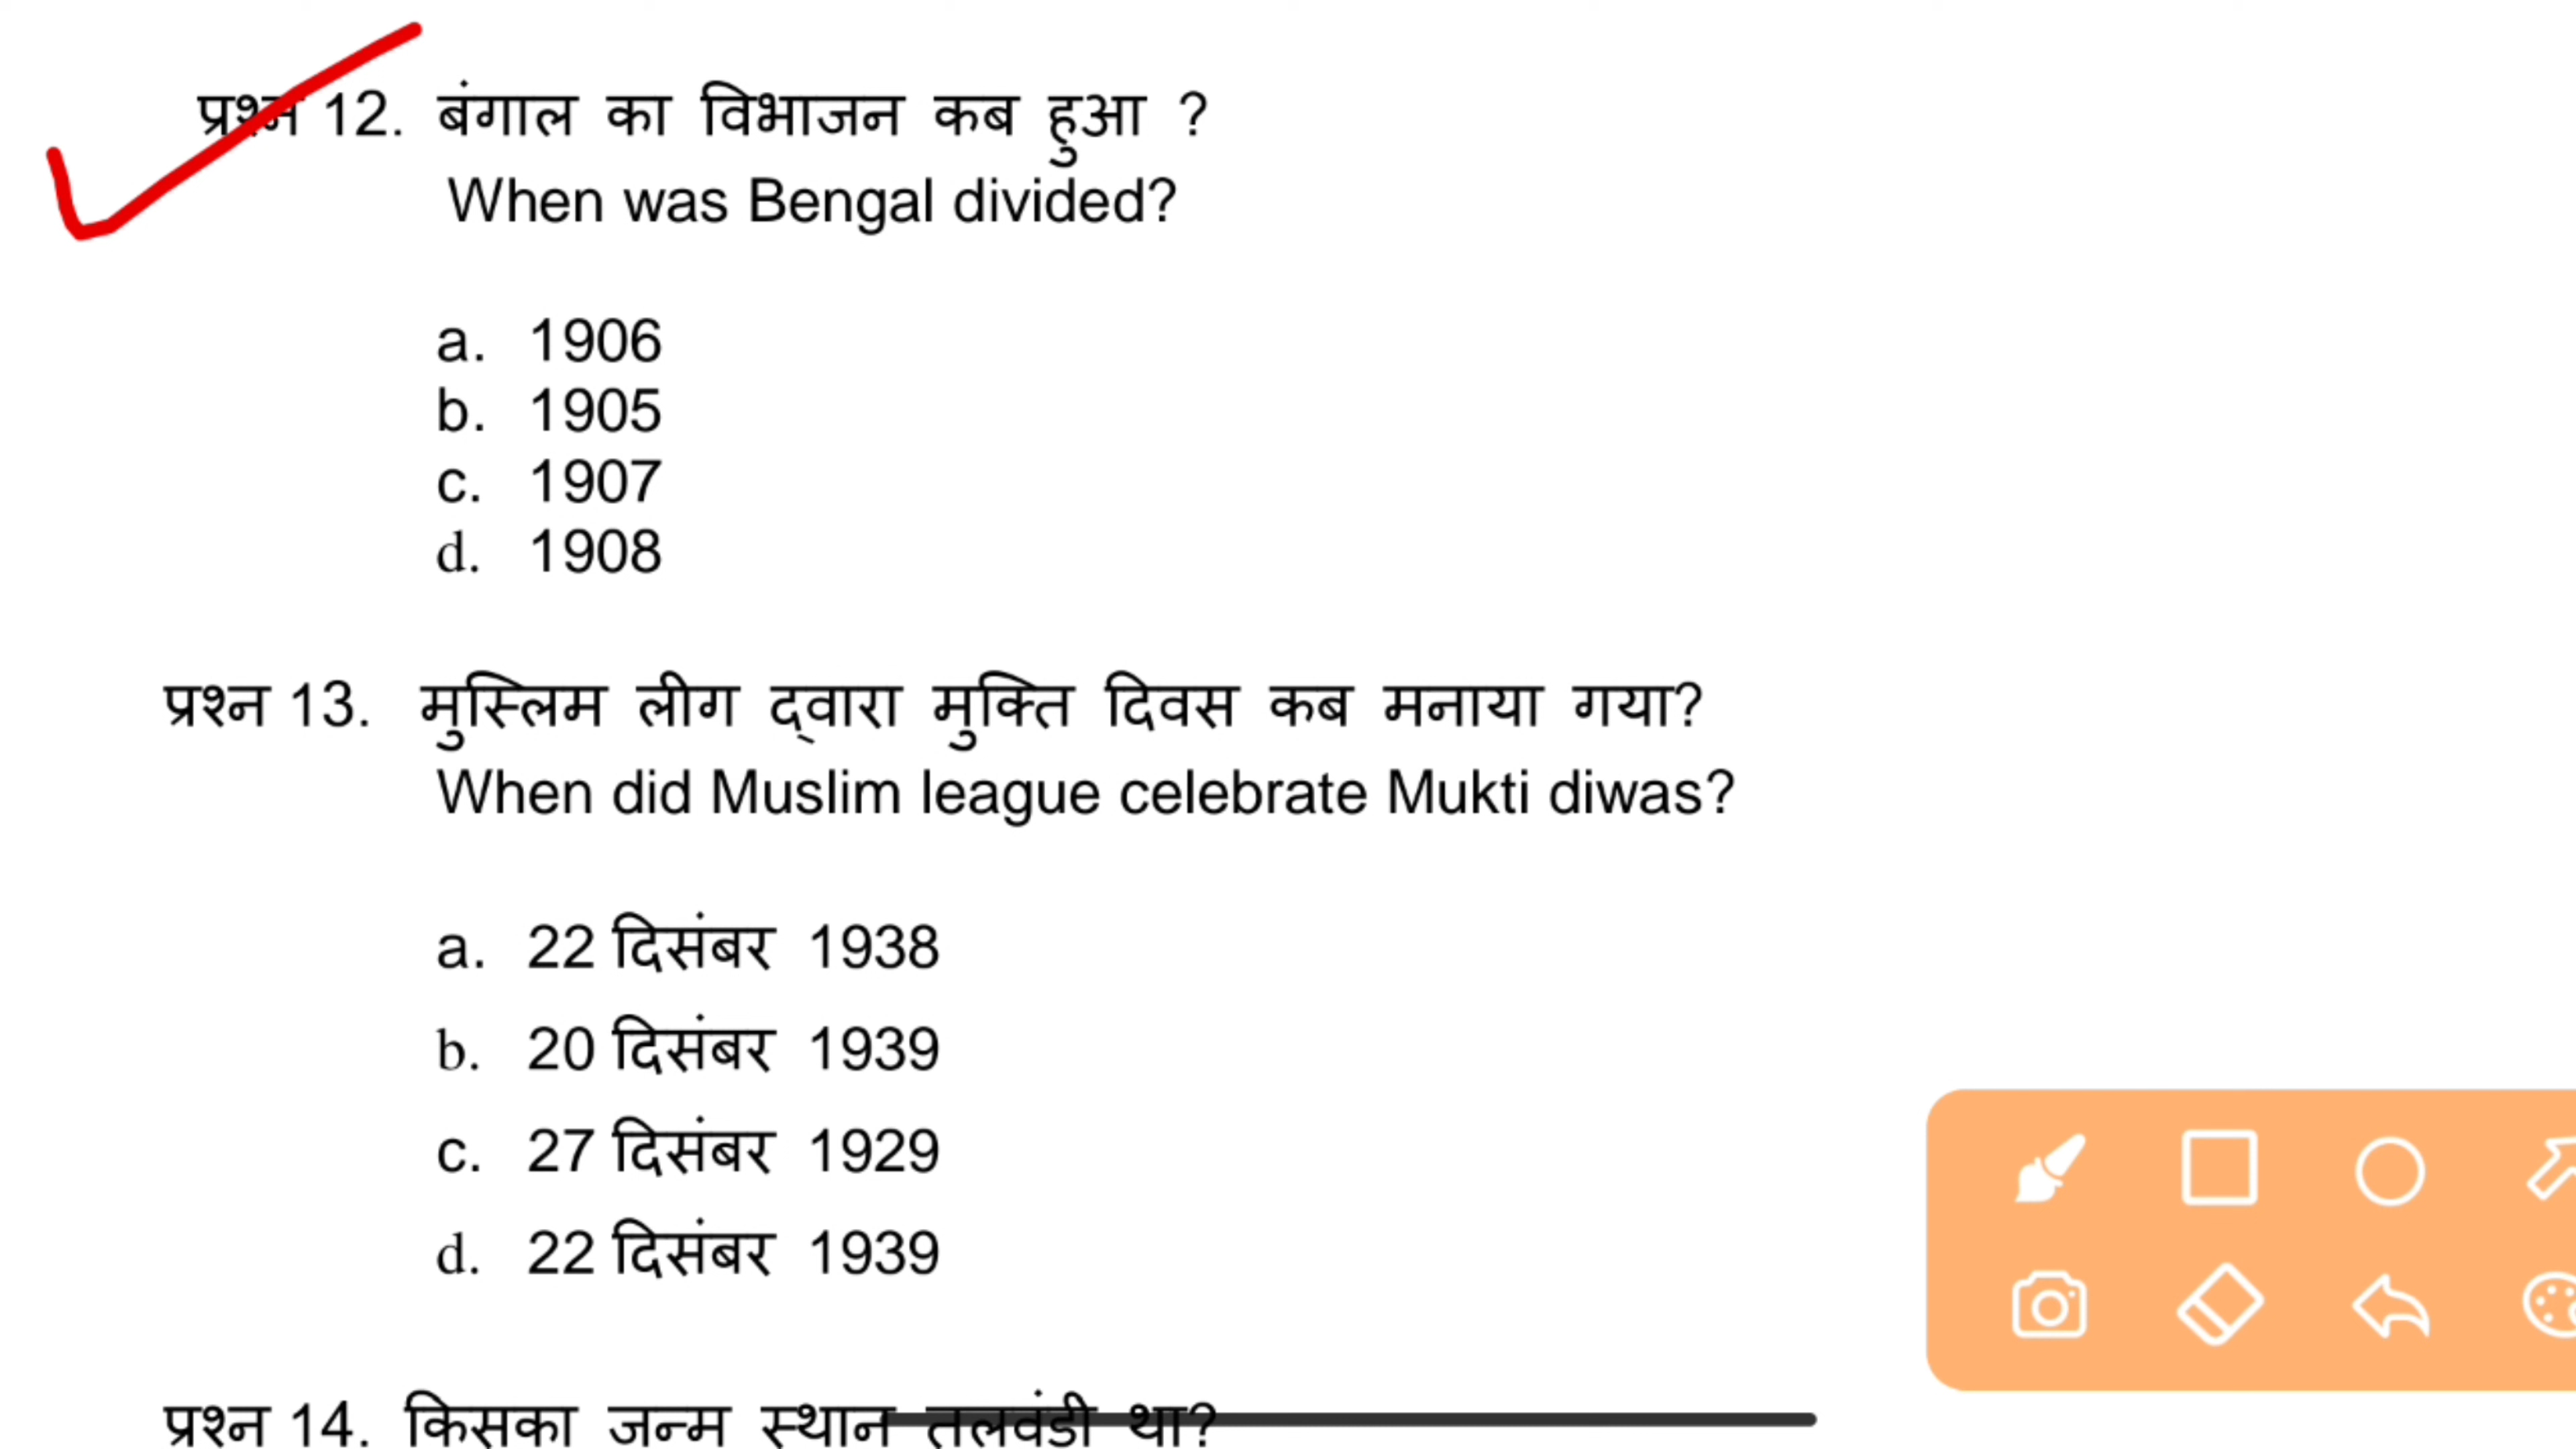 प्रश्न 12. बंगाल का विभाजन कब हुआ ?
When was Bengal divided?
a. 1906
b. 1905
c. 1907
d. 1908
प्रश्न 13. मुस्लिम लीग द्‌वारा मुक्ति दिवस कब मनाया गया?
When did Muslim league celebrate Mukti diwas?
a. 22 दिसंबर 1938
b. 20 दिसंबर 1939
c. 27 दिसंबर 1929
d. 22 दिसंबर 1939
प्रश्न 14. किसका जन्म स्थान तलवंडी था?